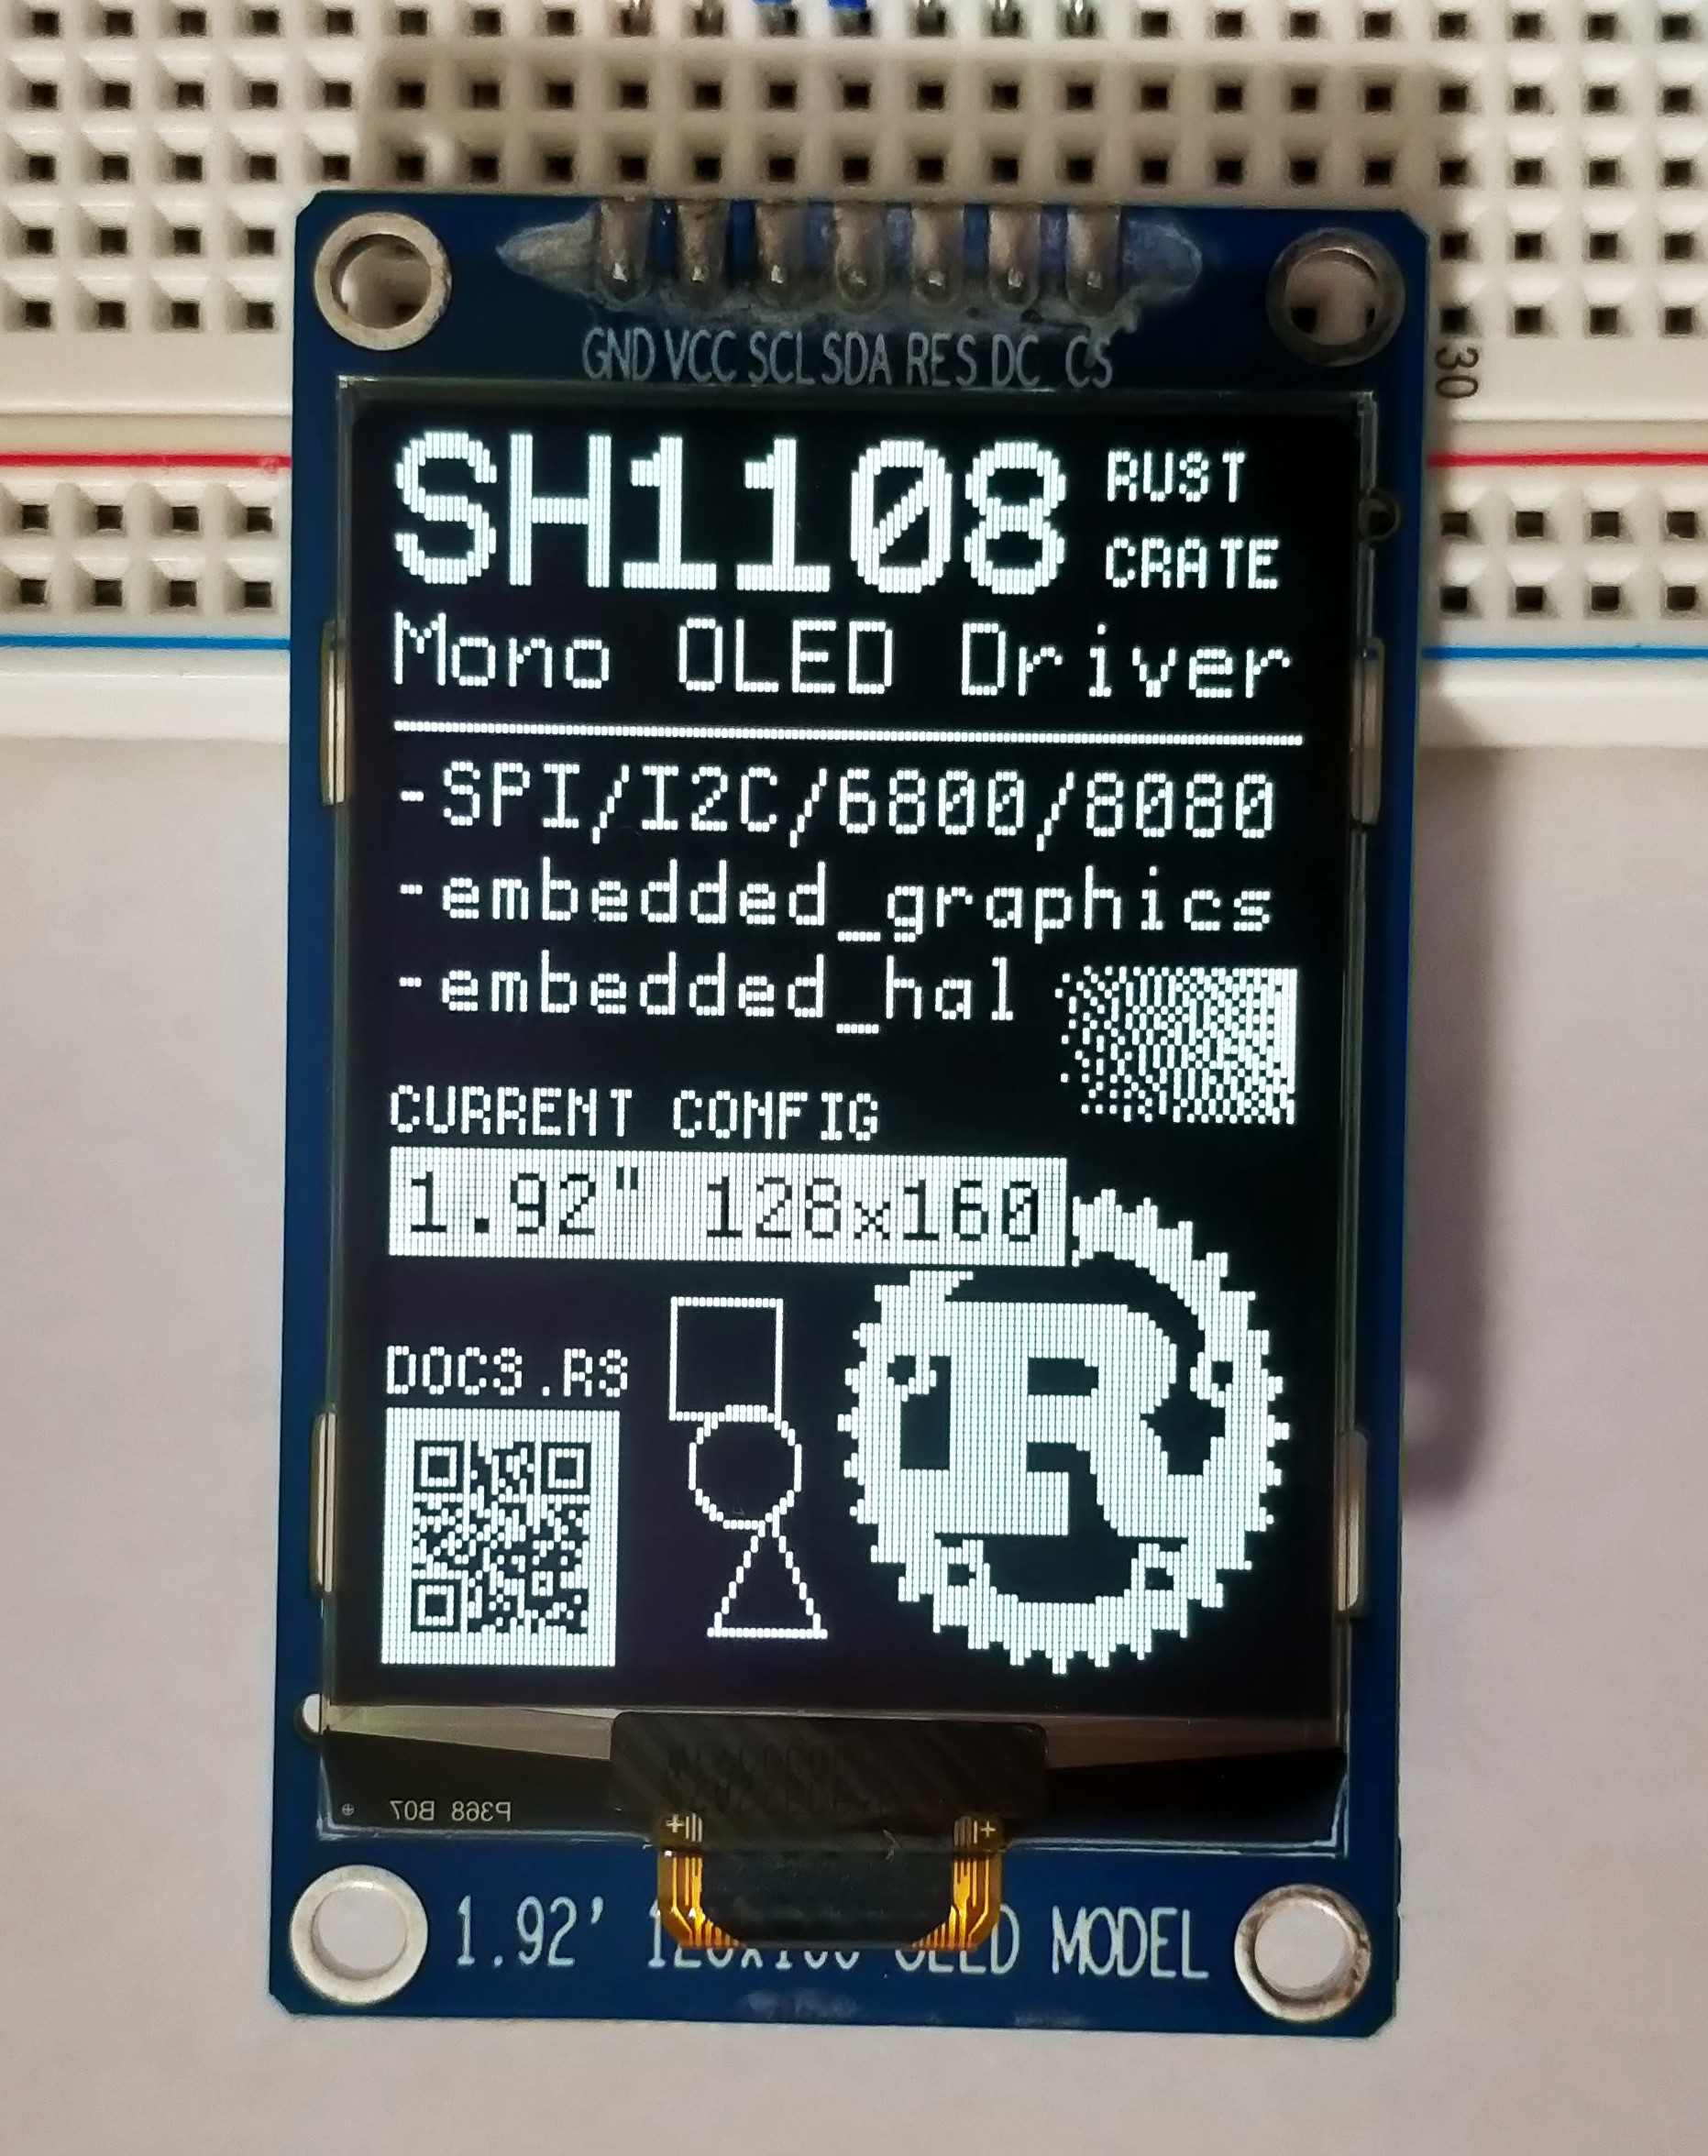 GND VCC SCL SDA RES DC CS
30
SH1108 RUST
CRATE
Mono OLED Driver
-SPI/I2C/6800/8080
-embedded_graphics
-embedded_hal
CURRENT CONFIG
1.92" 128x160
DOCS.RS
R
P368 B07
1.92' OLED MODEL